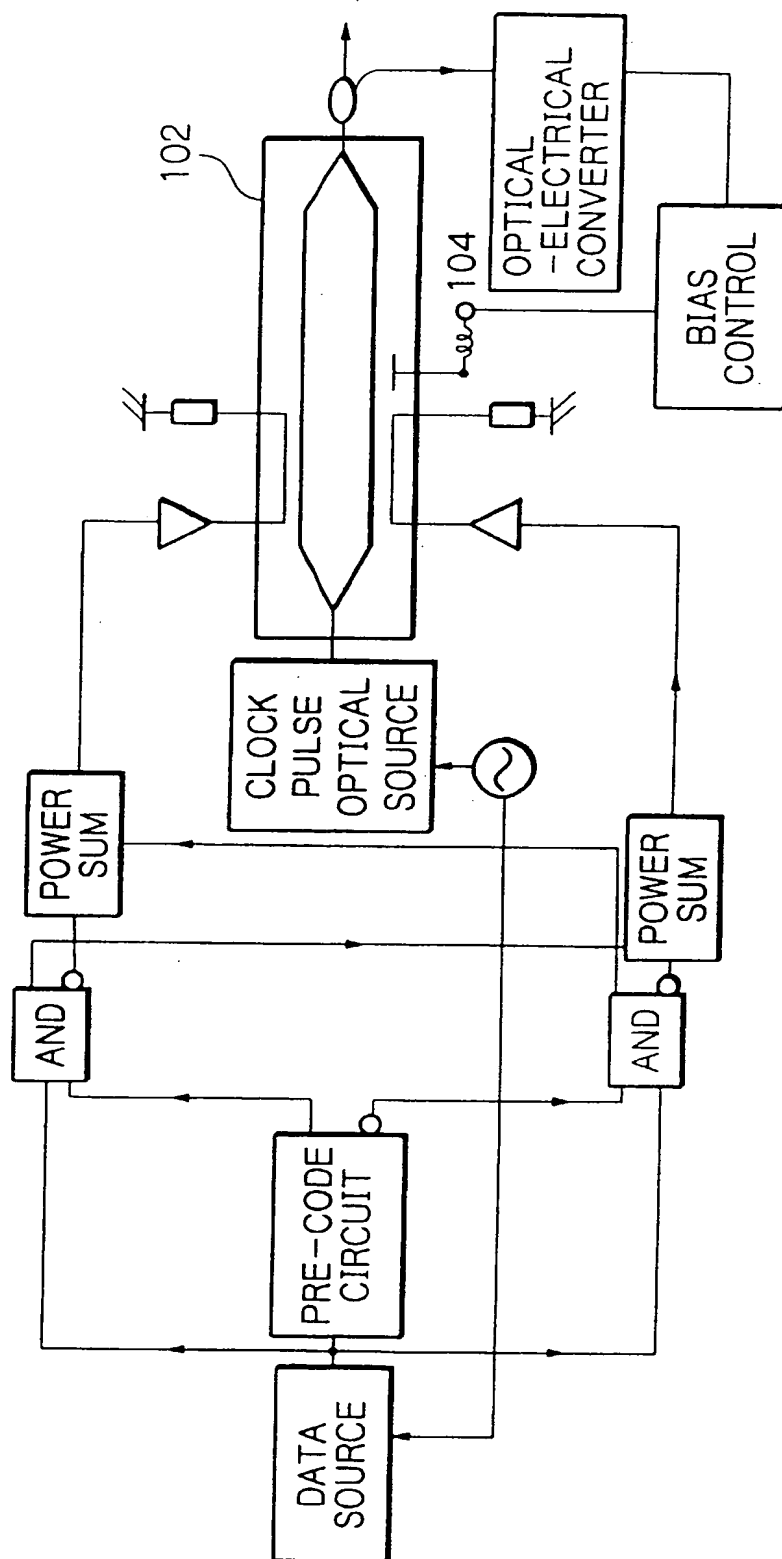 DATA
SOURCE
PRE-CODE
CIRCUIT
AND
AND
POWER
SUM
POWER
SUM
CLOCK
PULSE
OPTICAL
SOURCE
102
104
OPTICAL
-ELECTRICAL
CONVERTER
BIAS
CONTROL